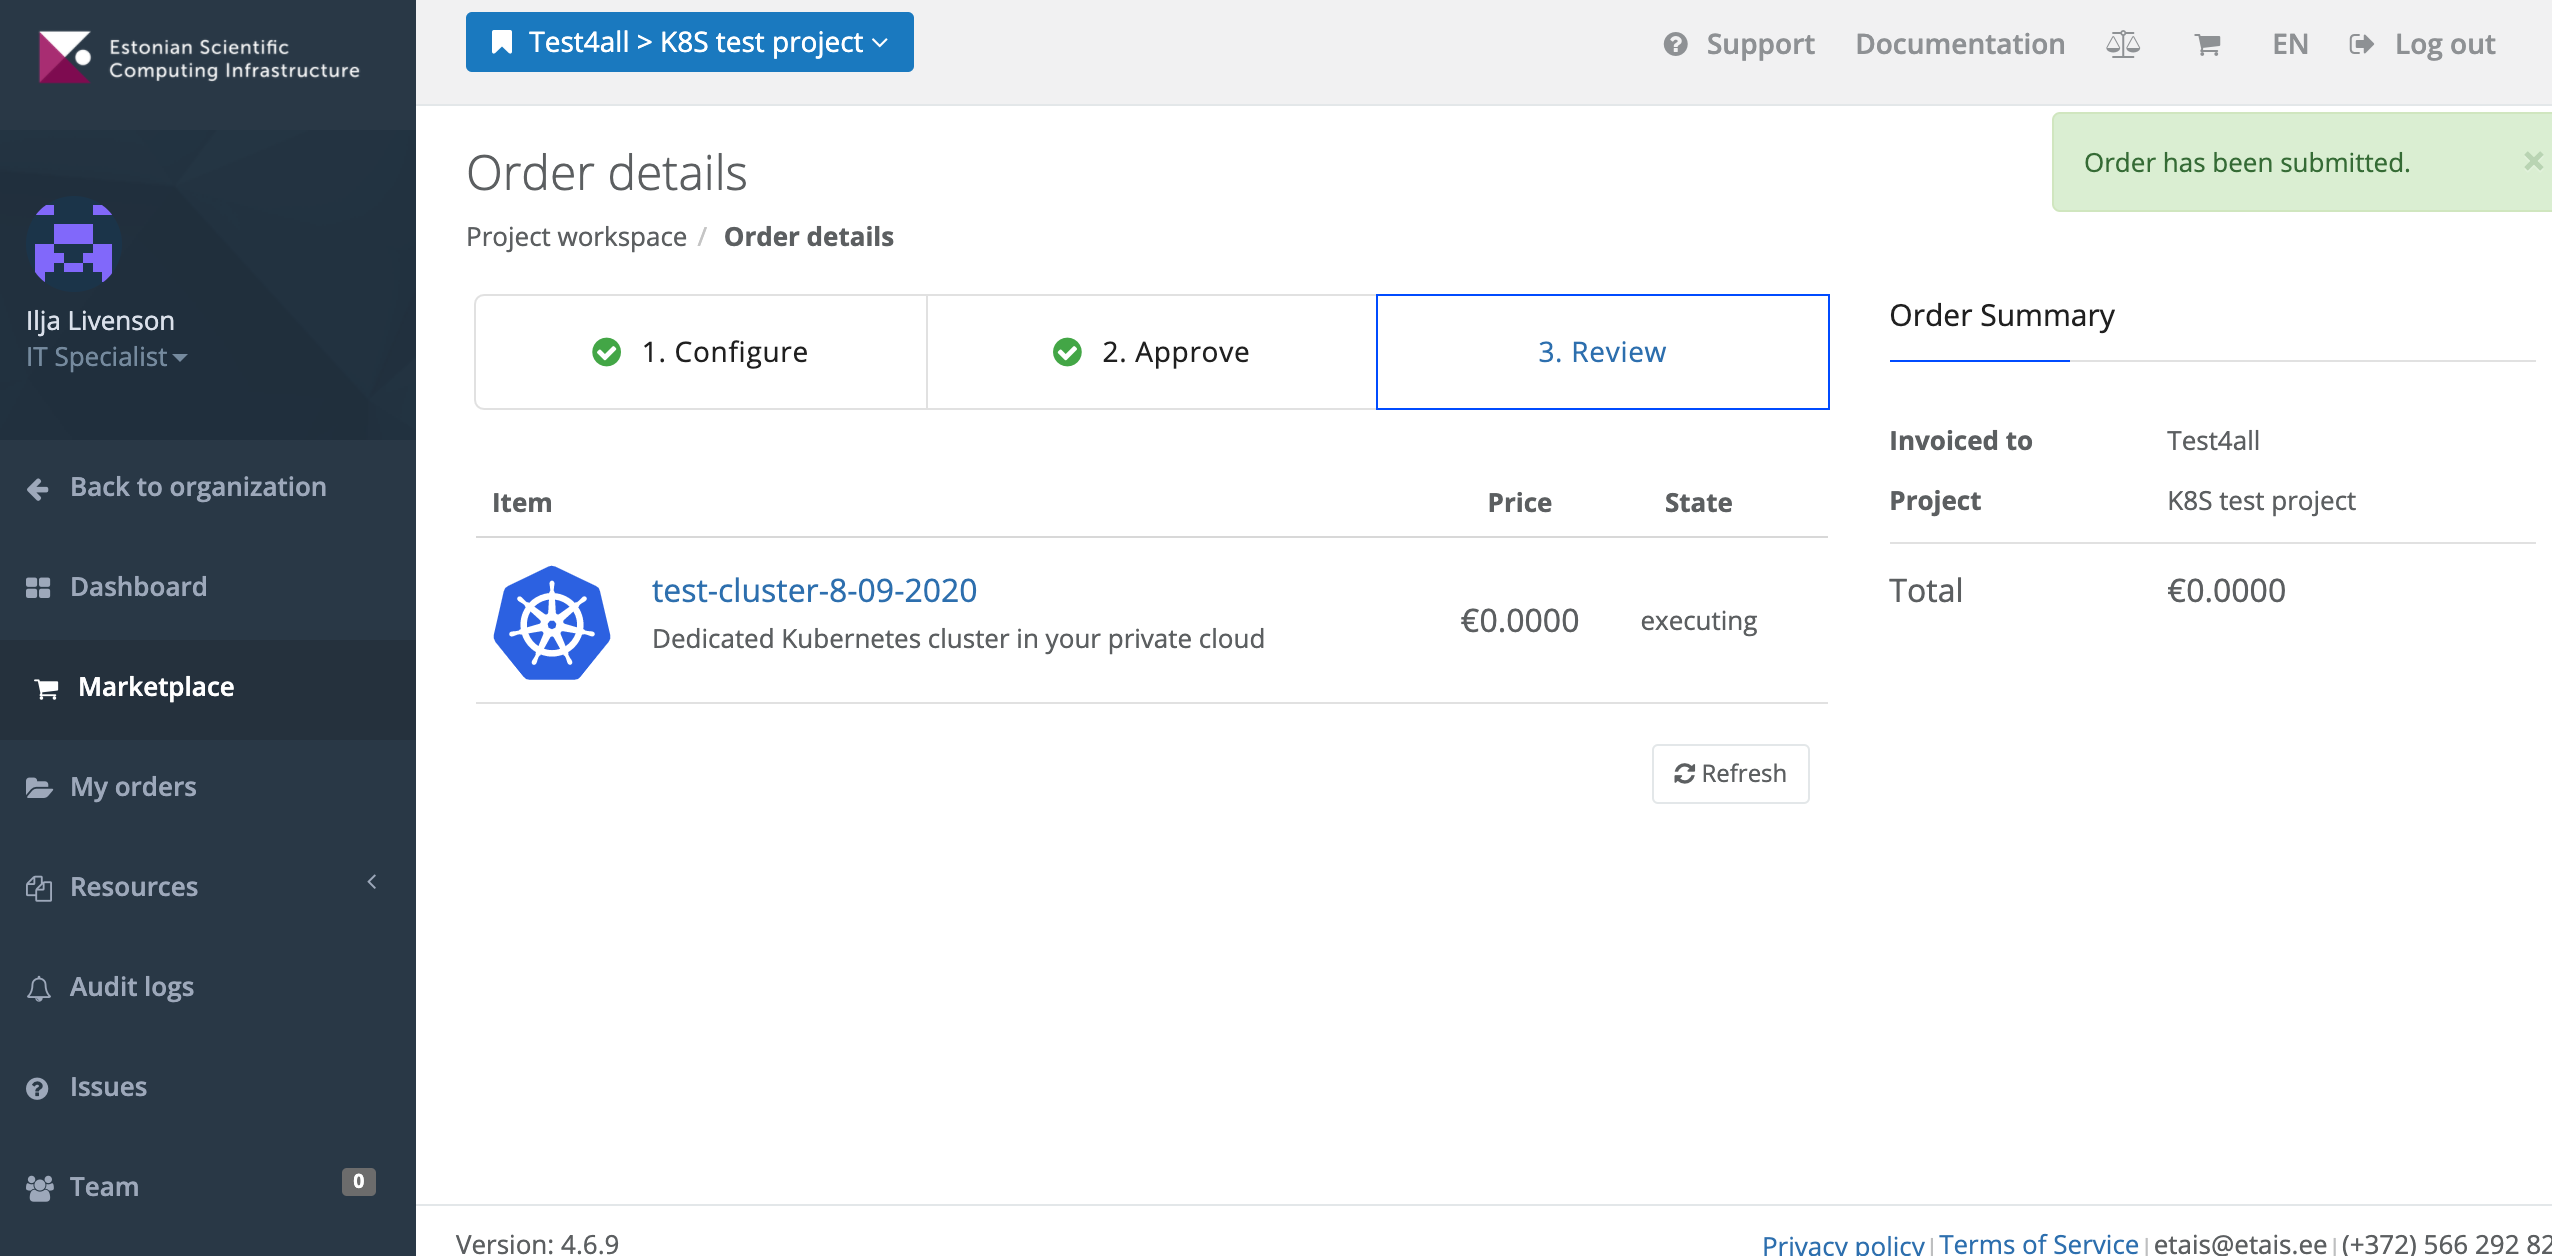 Estonian Scientific
Computing Infrastructure
Test4all > K8S test project
Support
Documentation
EN
Log out
Order has been submitted.
×
Order details
Project workspace / Order details
Ilja Livenson
IT Specialist
Back to organization
Dashboard
Marketplace
My orders
Resources
Audit logs
Issues
Team
0
1. Configure
2. Approve
3. Review
Item
Price
State
test-cluster-8-09-2020
Dedicated Kubernetes cluster in your private cloud
€0.0000
executing
Refresh
Order Summary
Invoiced to
Test4all
Project
K8S test project
Total
€0.0000
Version: 4.6.9
Privacy policy | Terms of Service | etais@etais.ee | (+372) 566 292 82